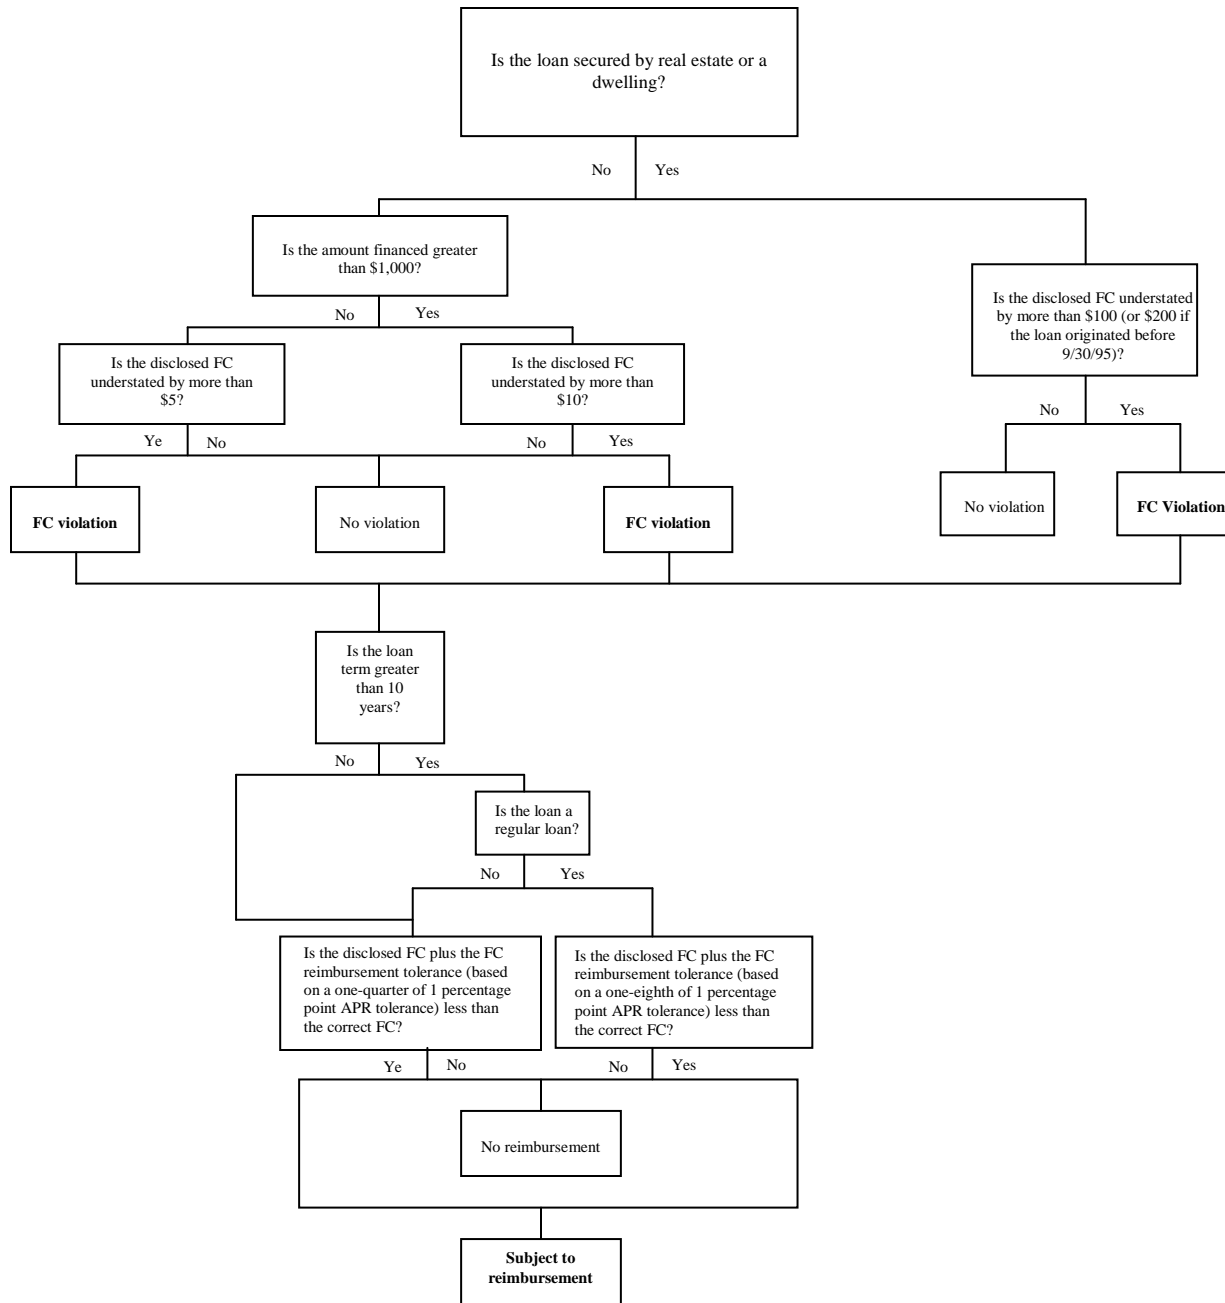 Is the loan secured by real estate or a
dwelling?
No
Yes
Is the amount financed greater
than $1,000?
Is the disclosed FC understated
by more than $100 (or $200 if
the loan originated before
9/30/95)?
No
Yes
Is the disclosed FC
understated by more than
$5?
Is the disclosed FC
understated by more than
$10?
No
Yes
Ye
No
No
Yes
FC violation
No violation
FC violation
No violation
FC Violation
Is the loan
term greater
than 10
years?
No
Yes
Is the loan a
regular loan?
No
Yes
Is the disclosed FC plus the FC
reimbursement tolerance (based
on a one-quarter of 1 percentage
point APR tolerance) less than
the correct FC?
Is the disclosed FC plus the FC
reimbursement tolerance (based
on a one-eighth of 1 percentage
point APR tolerance) less than
the correct FC?
Ye
No
No
Yes
No reimbursement
Subject to
reimbursement